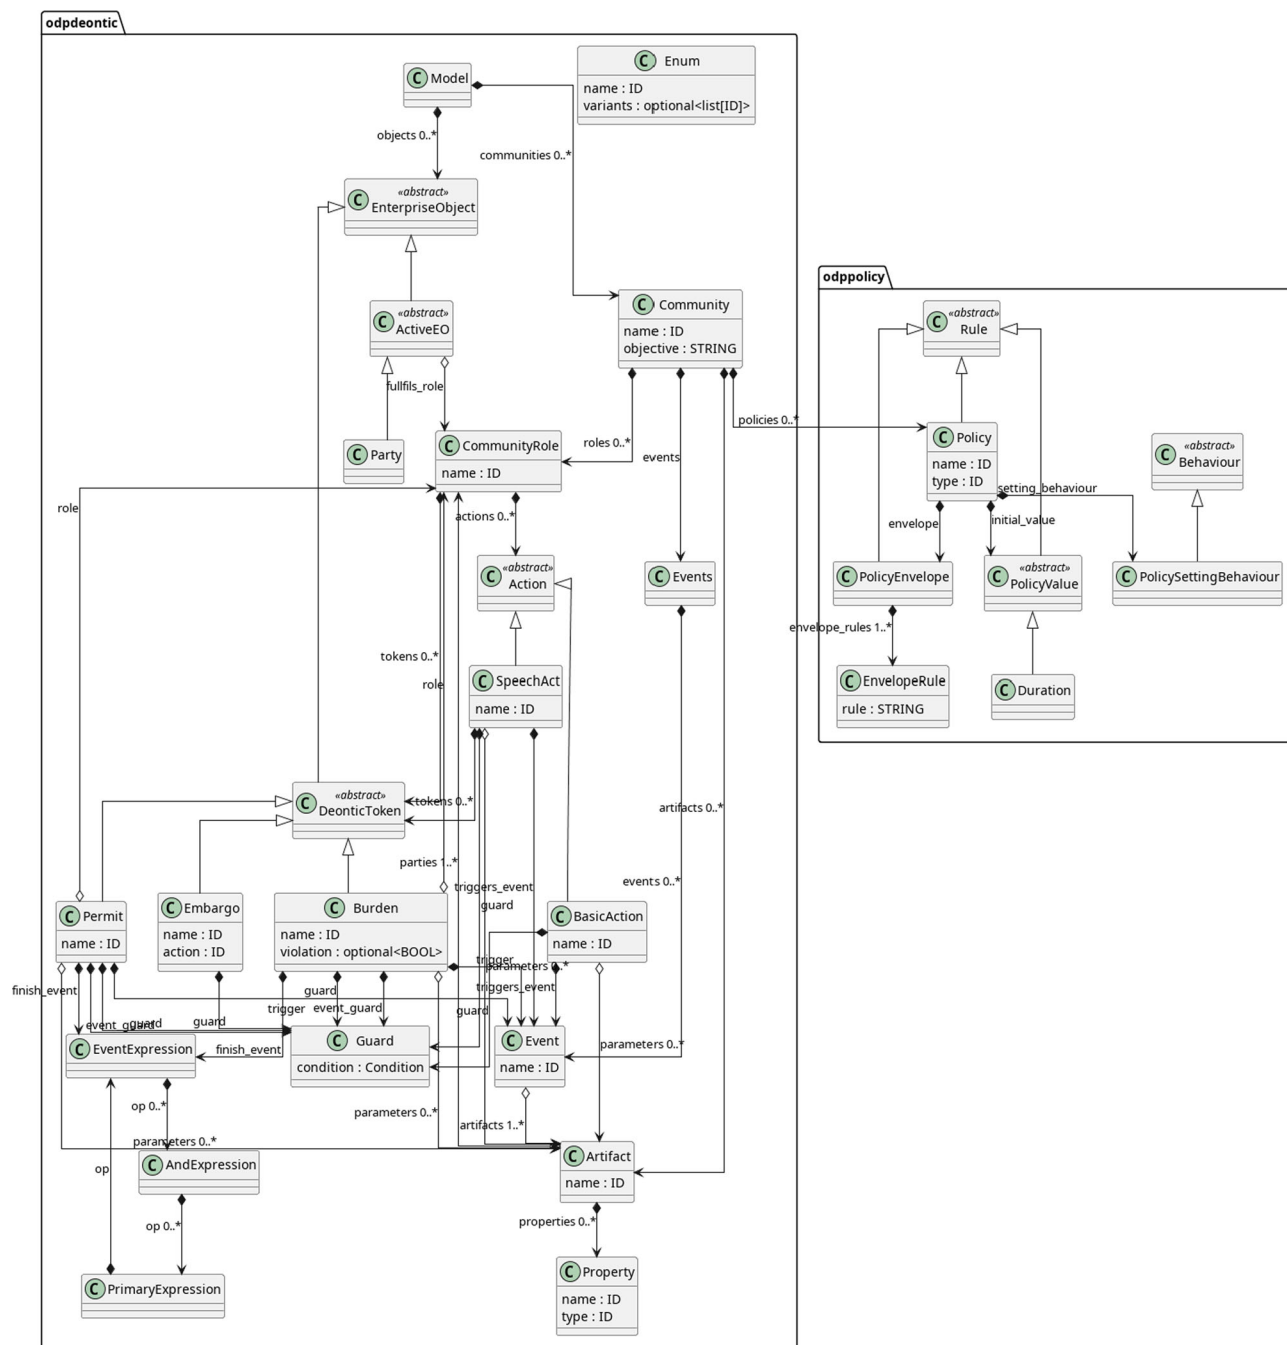 odpdeontic
C Enum
name : ID
variants : optional<list[ID]>
C Model
objects 0..*
communities 0..*
C «abstract»
EnterpriseObject
odppolicy
C «abstract»
ActiveEO
C Community
name : ID
objective : STRING
C «abstract»
Rule
fullfils_role
policies 0..*
C Party
C CommunityRole
name : ID
roles 0..*
events
C Policy
name : ID
type : ID
C «abstract»
Behaviour
setting_behaviour
role
actions 0..*
envelope
initial_value
C «abstract»
Action
C Events
C PolicyEnvelope
C «abstract»
PolicyValue
C PolicySettingBehaviour
envelope_rules 1..*
tokens 0..*
role
C SpeechAct
name : ID
C EnvelopeRule
rule : STRING
C Duration
C «abstract»
DeonticToken
tokens 0..*
artifacts 0..*
parties 1..*
triggers_event
events 0..*
guard
C Permit
name : ID
C Embargo
name : ID
action : ID
C Burden
name : ID
violation : optional<BOOL>
C BasicAction
name : ID
trigger
parameters 0..*
finish_event
guard
triggers_event
trigger
event_guard
guard
event_guard
guard
guard
C EventExpression
finish_event
C Guard
condition : Condition
C Event
name : ID
parameters 0..*
op 0..*
parameters 0..*
artifacts 1..*
parameters 0..*
op
C AndExpression
C Artifact
name : ID
op 0..*
properties 0..*
C PrimaryExpression
C Property
name : ID
type : ID